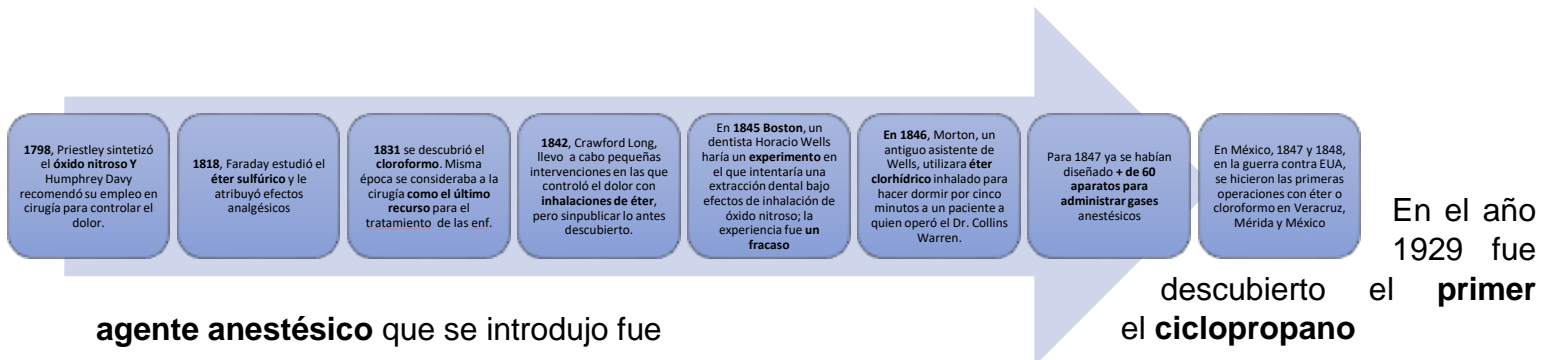 1798, Priestley sintetizó
el óxido nitroso Y
Humphrey Davy
recomendó su empleo en
cirugía para controlar el
dolor.
1818, Faraday estudió el
éter sulfúrico y le
atribuyó efectos
analgésicos
1831 se descubrió el
cloroformo. Misma
época se consideraba a la
cirugía como el último
recurso para el
tratamiento de las enf.
1842, Crawford Long,
llevo a cabo pequeñas
intervenciones en las que
controló el dolor con
inhalaciones de éter,
pero sinpublicar lo antes
descubierto.
En 1845 Boston, un
dentista Horacio Wells
haría un experimento en
el que intentaría una
extracción dental bajo
efectos de inhalación de
óxido nitroso; la
experiencia fue un
fracaso
En 1846, Morton, un
antiguo asistente de
Wells, utilizara éter
clorhídrico inhalado para
hacer dormir por cinco
minutos a un paciente a
quien operó el Dr. Collins
Warren.
Para 1847 ya se habían
diseñado + de 60
aparatos para
administrar gases
anestésicos
En México, 1847 y 1848,
en la guerra contra EUA,
se hicieron las primeras
operaciones con éter o
cloroformo en Veracruz,
Mérida y México
En el año
1929 fue
descubierto el primer
agente anestésico que se introdujo fue el ciclopropano